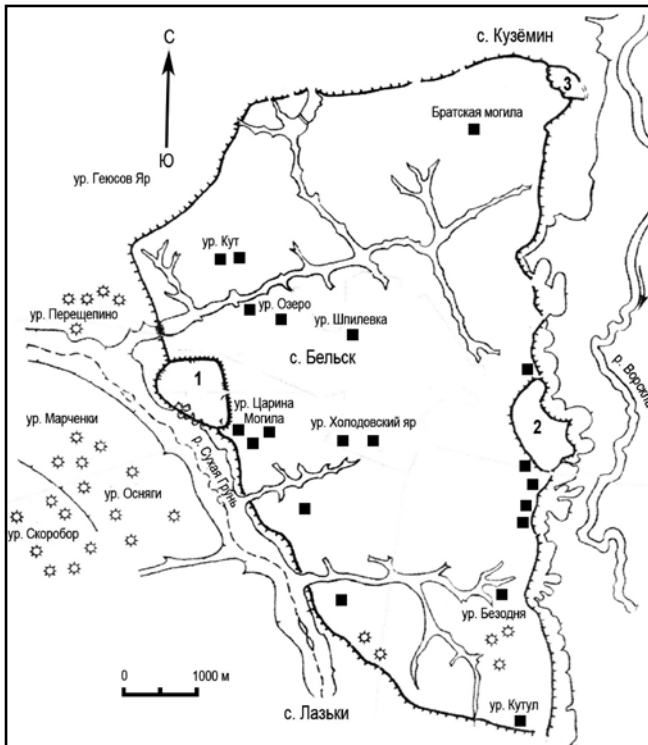 с. Кузёмин
С
3
Братская могила
Ю
ур. Геюсов Яр
ур. Кут
ур. Озеро
ур. Перещепино
ур. Шпилевка
с. Бельск
1
ур. Царина
Могила
2
р. Ворскла
ур. Марченки
ур. Холодовский яр
р. Сухая Грунь
ур. Осняги
ур. Скоробор
ур. Безодня
0 1000 м
с. Лазьки
ур. Кутул